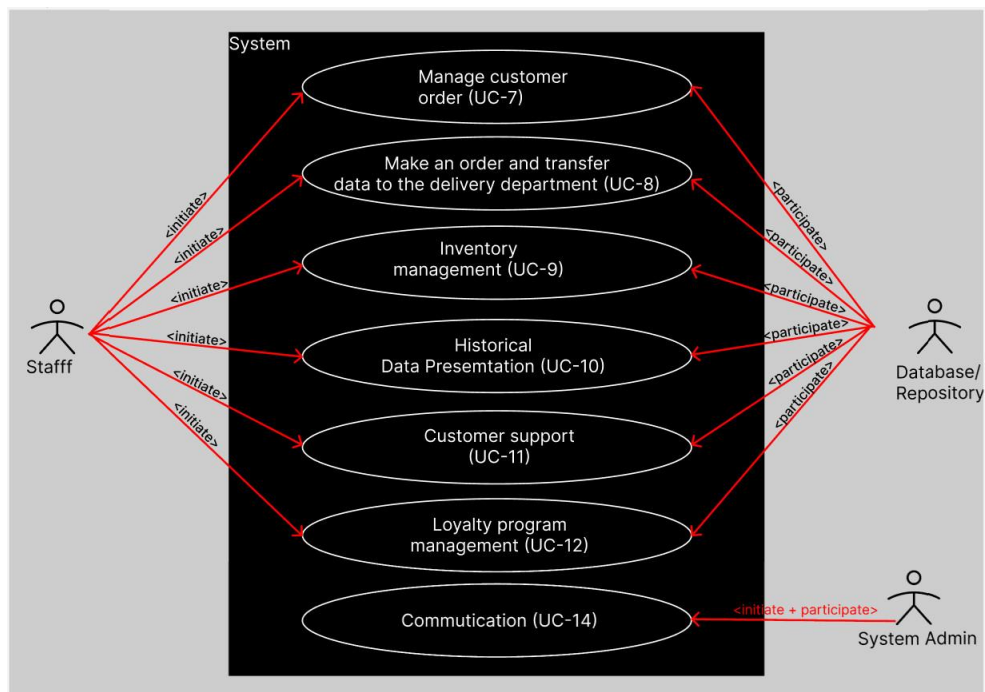 System
Manage customer
order (UC-7)
Make an order and transfer
data to the delivery department (UC-8)
Inventory
management (UC-9)
Historical
Data Presemtation (UC-10)
Customer support
(UC-11)
Loyalty program
management (UC-12)
Commutication (UC-14)
<initiate>
<initiate>
<initiate>
<initiate>
<initiate>
<initiate>
<participate>
<participate>
<participate>
<participate>
<participate>
<participate>
<initiate + participate>
Stafff
Database/
Repository
System Admin